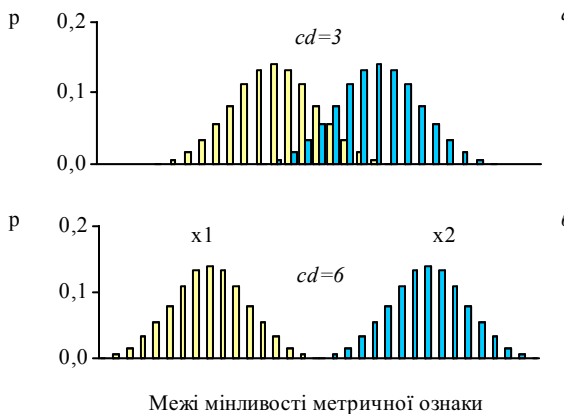 р
0,2
cd=3
0,1
0,0
р
0,2
x1
x2
cd=6
0,1
0,0
Межі мінливості метричної ознаки